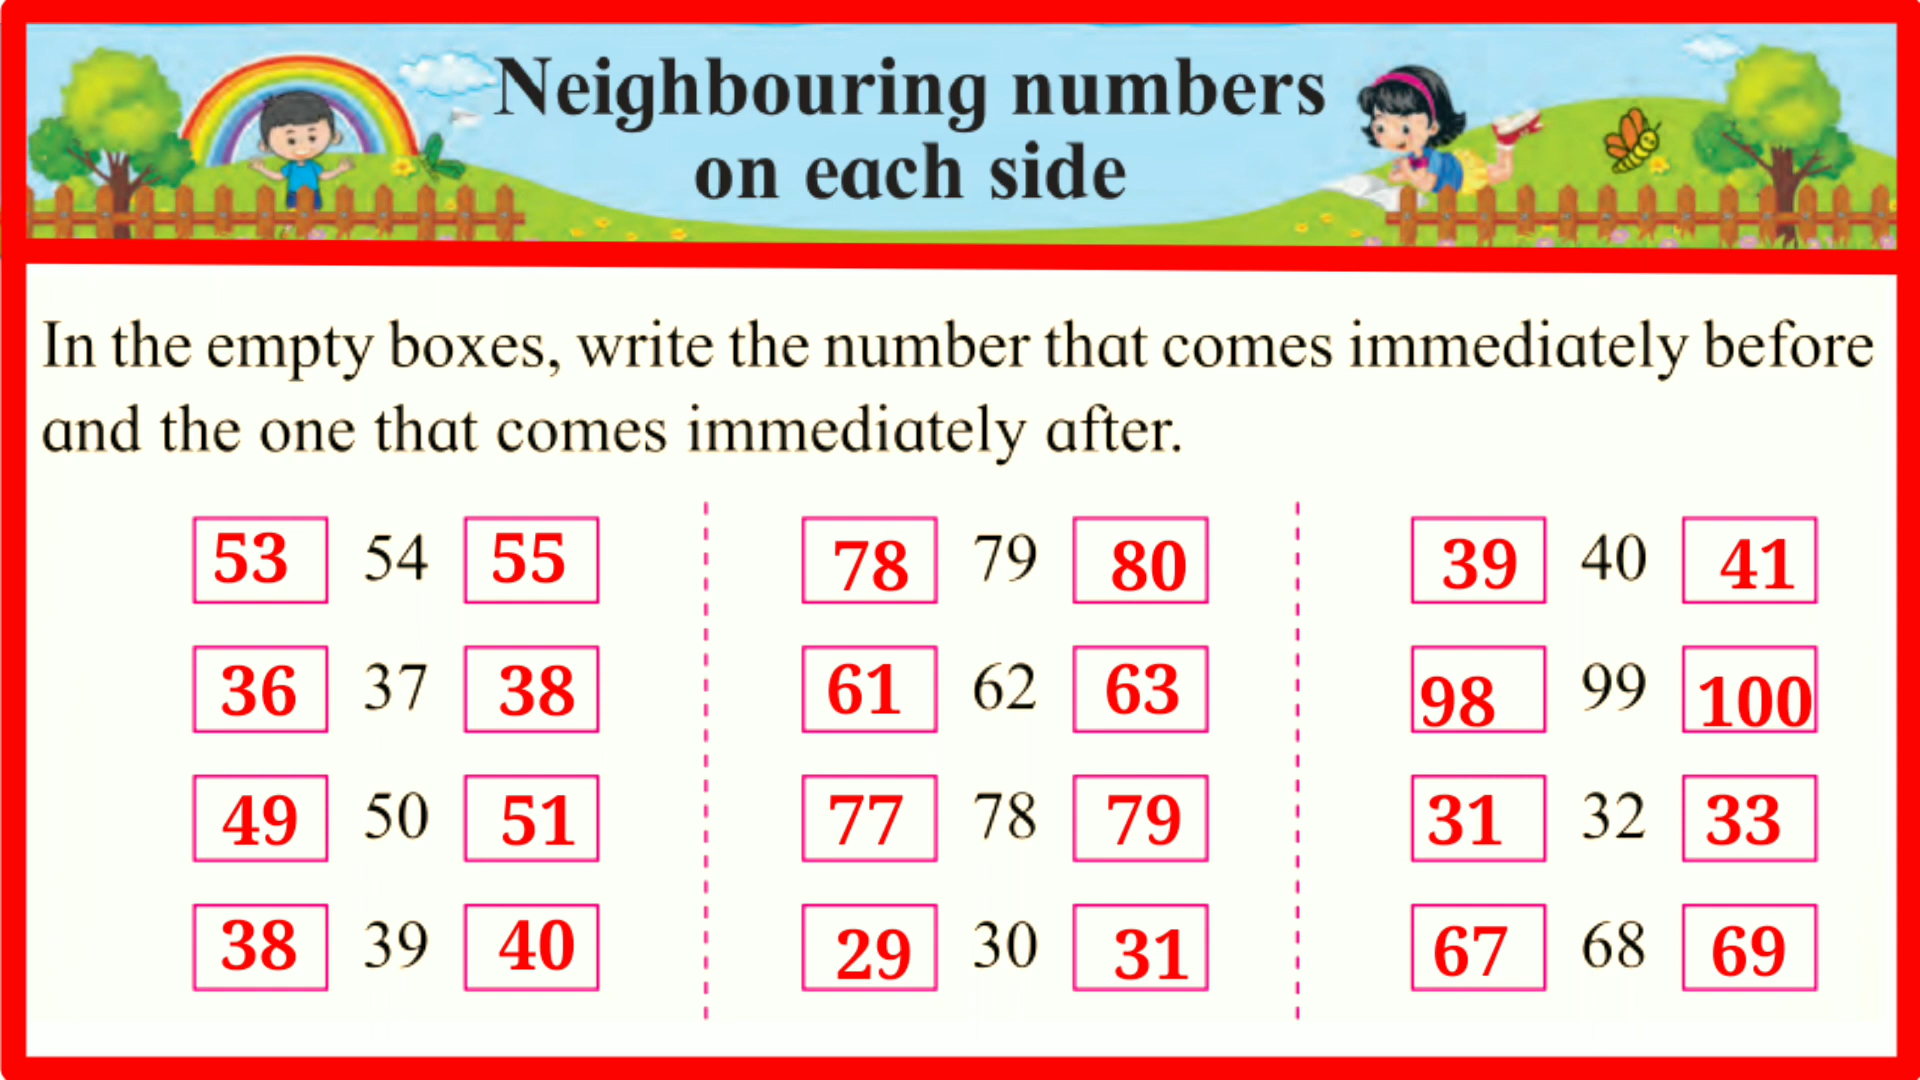 Neighbouring numbers
on each side
In the empty boxes, write the number that comes immediately before
and the one that comes immediately after.
53 54 55 78 79 80 39 40 41
36 37 38 61 62 63 98 99 100
49 50 51 77 78 79 31 32 33
38 39 40 29 30 31 67 68 69